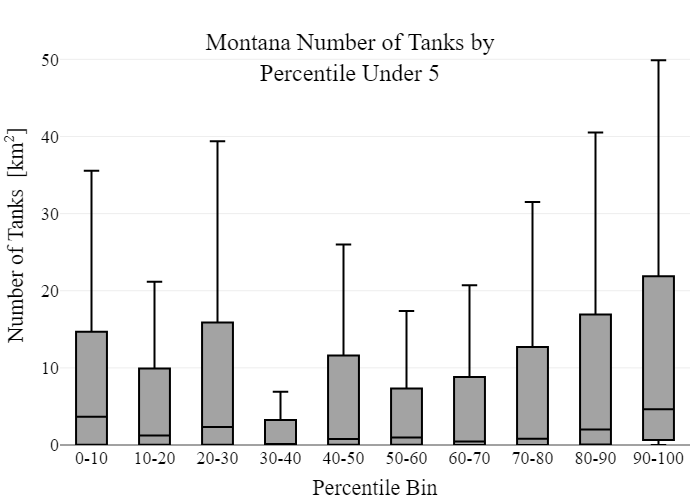 Montana Number of Tanks by
Percentile Under 5
Number of Tanks [km²]
50
40
30
20
10
0
0-10 10-20 20-30 30-40 40-50 50-60 60-70 70-80 80-90 90-100
Percentile Bin